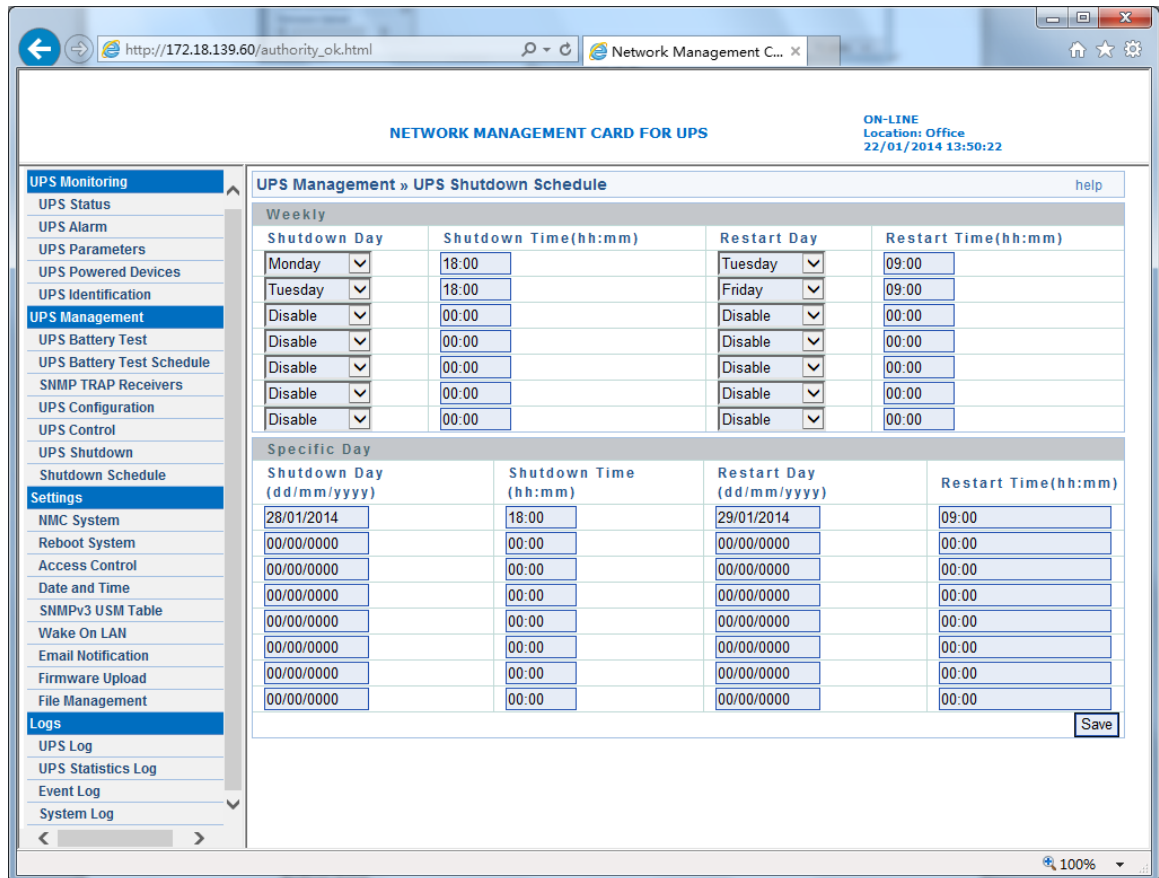 http://172.18.139.60/authority_ok.html
Network Management C...
NETWORK MANAGEMENT CARD FOR UPS
ON-LINE
Location: Office
22/01/2014 13:50:22
UPS Monitoring
UPS Status
UPS Alarm
UPS Parameters
UPS Powered Devices
UPS Identification
UPS Management
UPS Battery Test
UPS Battery Test Schedule
SNMP TRAP Receivers
UPS Configuration
UPS Control
UPS Shutdown
Shutdown Schedule
Settings
NMC System
Reboot System
Access Control
Date and Time
SNMPv3 USM Table
Wake On LAN
Email Notification
Firmware Upload
File Management
Logs
UPS Log
UPS Statistics Log
Event Log
System Log
UPS Management » UPS Shutdown Schedule help
Weekly
Shutdown Day Shutdown Time(hh:mm) Restart Day Restart Time(hh:mm)
Monday 18:00 Tuesday 09:00
Tuesday 18:00 Friday 09:00
Disable 00:00 Disable 00:00
Disable 00:00 Disable 00:00
Disable 00:00 Disable 00:00
Disable 00:00 Disable 00:00
Disable 00:00 Disable 00:00
Specific Day
Shutdown Day (dd/mm/yyyy) Shutdown Time (hh:mm) Restart Day (dd/mm/yyyy) Restart Time(hh:mm)
28/01/2014 18:00 29/01/2014 09:00
00/00/0000 00:00 00/00/0000 00:00
00/00/0000 00:00 00/00/0000 00:00
00/00/0000 00:00 00/00/0000 00:00
00/00/0000 00:00 00/00/0000 00:00
00/00/0000 00:00 00/00/0000 00:00
00/00/0000 00:00 00/00/0000 00:00
00/00/0000 00:00 00/00/0000 00:00
Save
100%